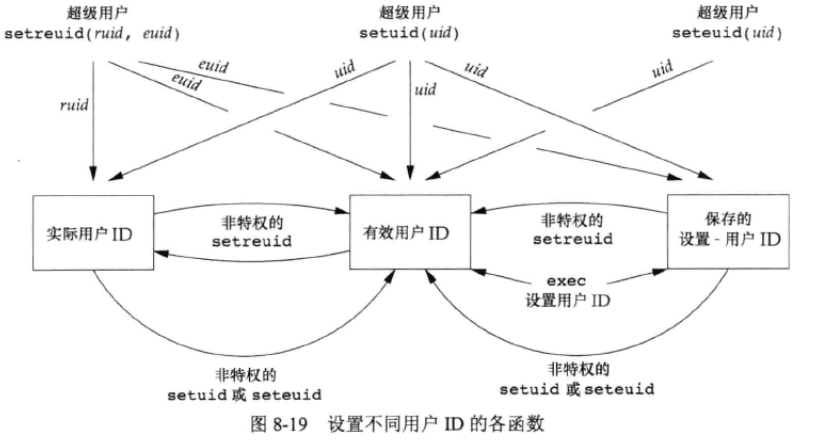 超级用户
setreuid(ruid, euid)
超级用户
setuid(uid)
超级用户
seteuid(uid)
ruid
euid
euid
uid
uid
uid
uid
实际用户 ID
非特权的
setreuid
有效用户 ID
非特权的
setreuid
保存的
设置 - 用户 ID
exec
设置用户 ID
非特权的
setuid 或 seteuid
非特权的
setuid 或 seteuid
图 8-19 设置不同用户 ID 的各函数